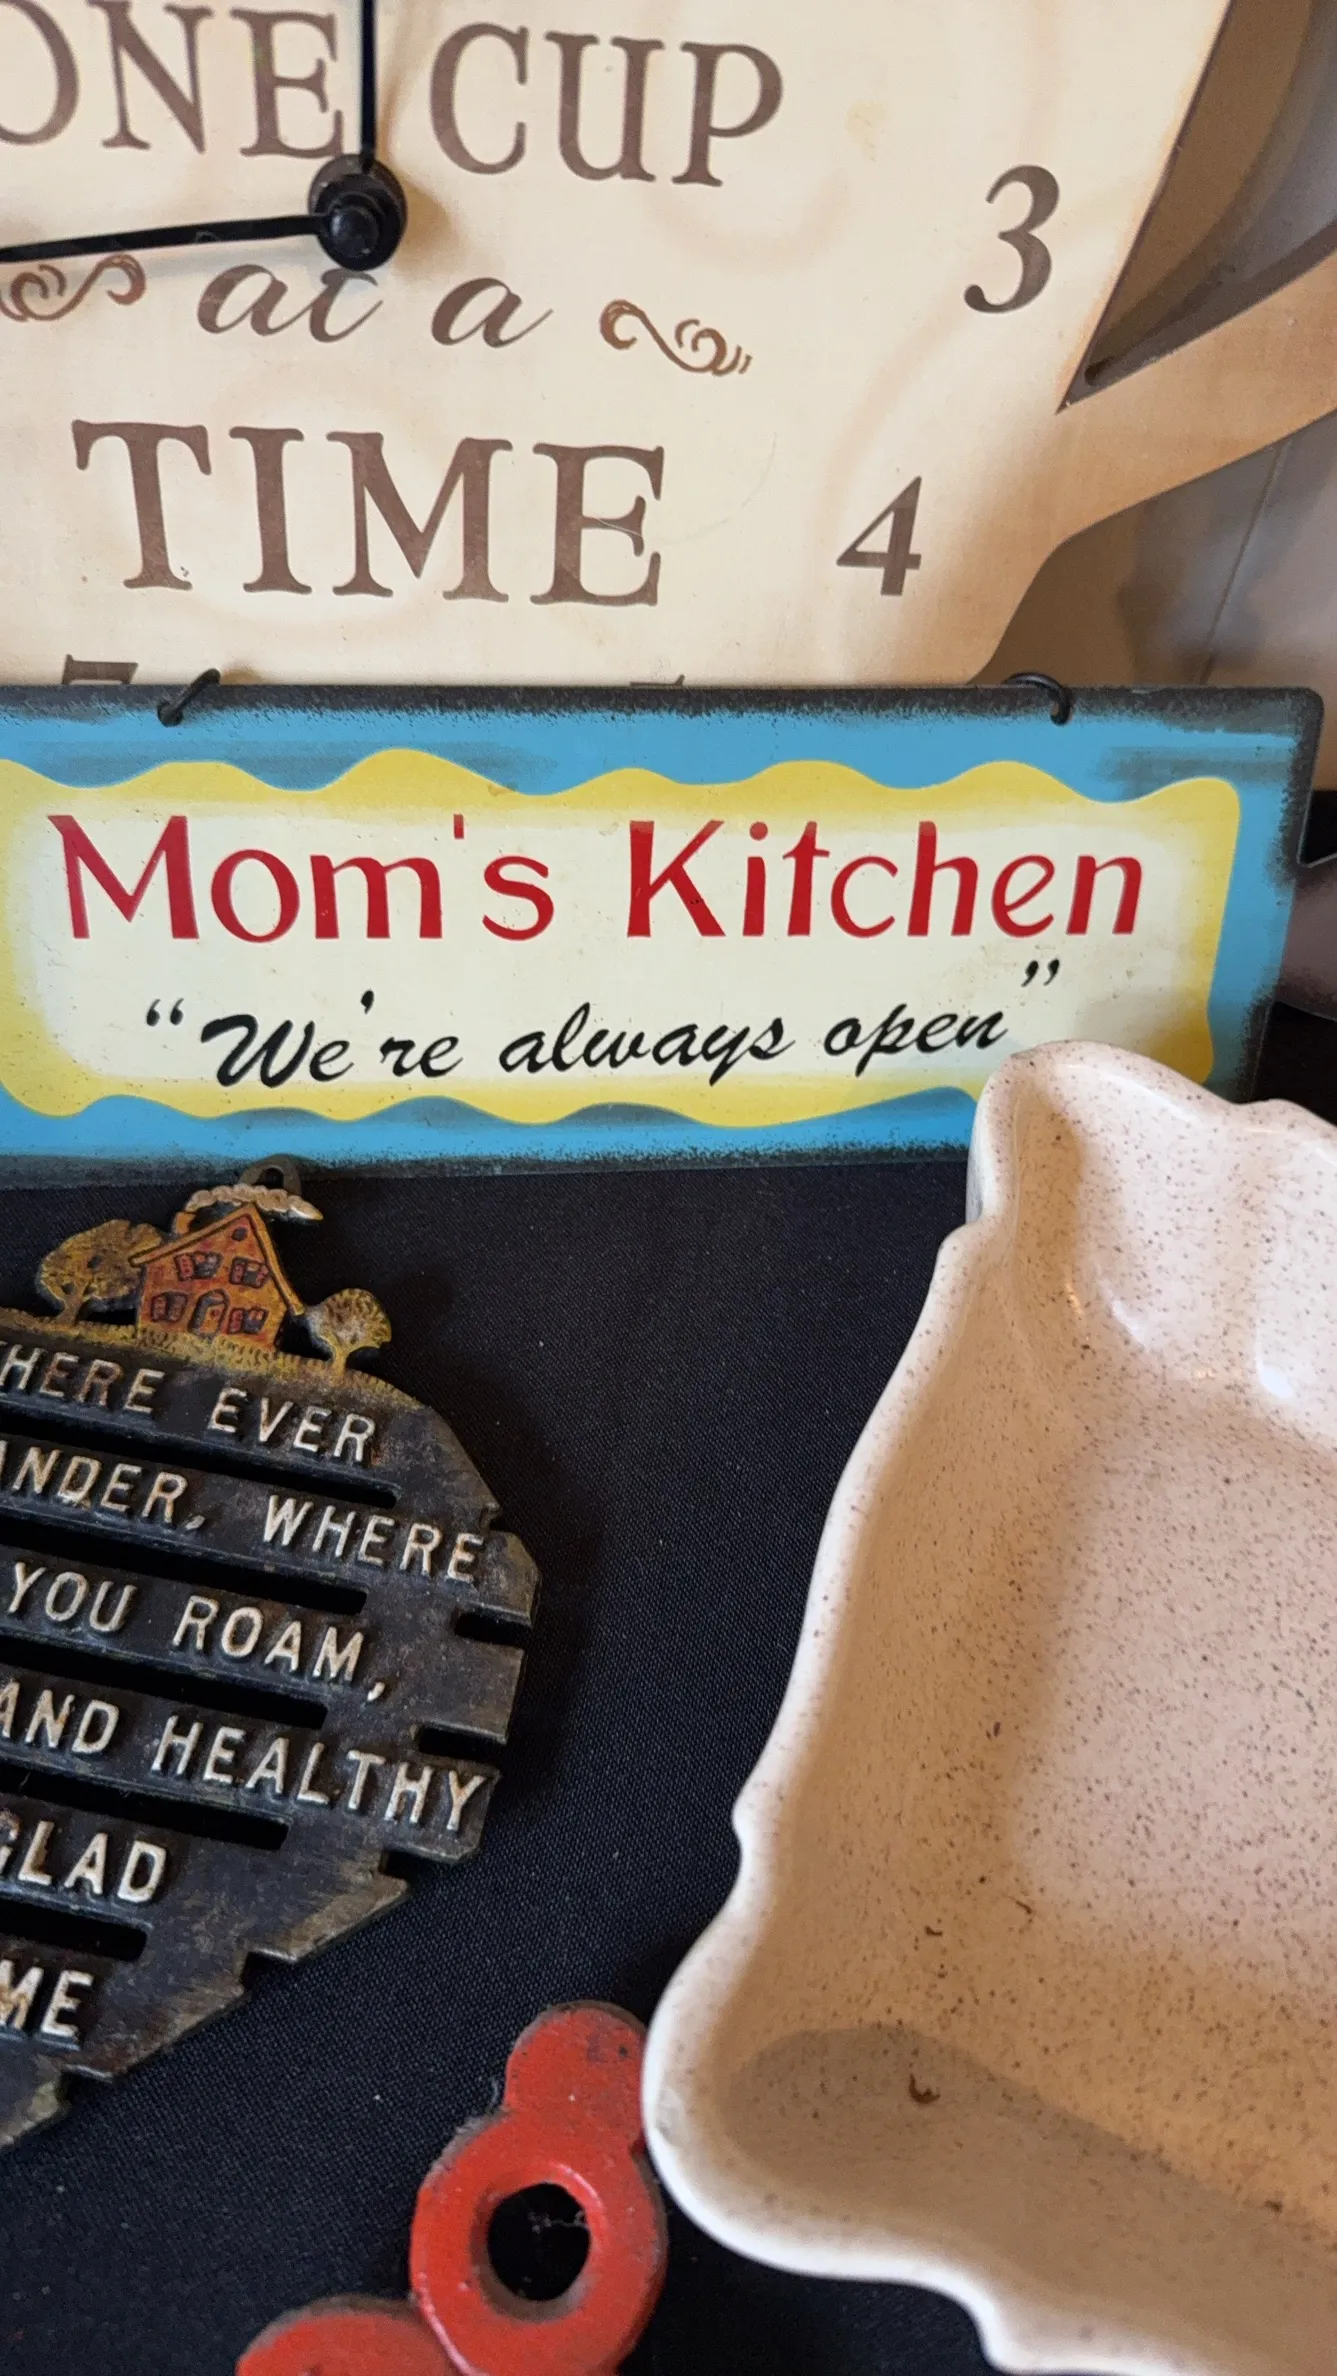 ONE CUP
3
at a
TIME
4
Mom's Kitchen
"We're always open"
HERE EVER
ANDER, WHERE
YOU ROAM,
AND HEALTHY
GLAD
ME